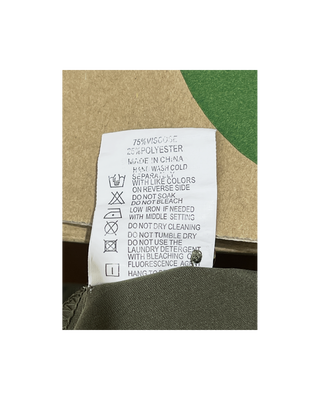 75%VISCOSE
25%POLYESTER
MADE IN CHINA
HAND WASH COLD
SEPARATELY
WITH LIKE COLORS
ON REVERSE SIDE
DO NOT SOAK
DO NOT BLEACH
LOW IRON IF NEEDED
WITH MIDDLE SETTING
DO NOT DRY CLEANING
DO NOT TUMBLE DRY
DO NOT USE THE
LAUNDRY DETERGENT
WITH BLEACHING OR
FLUORESCENCE
HANG TO